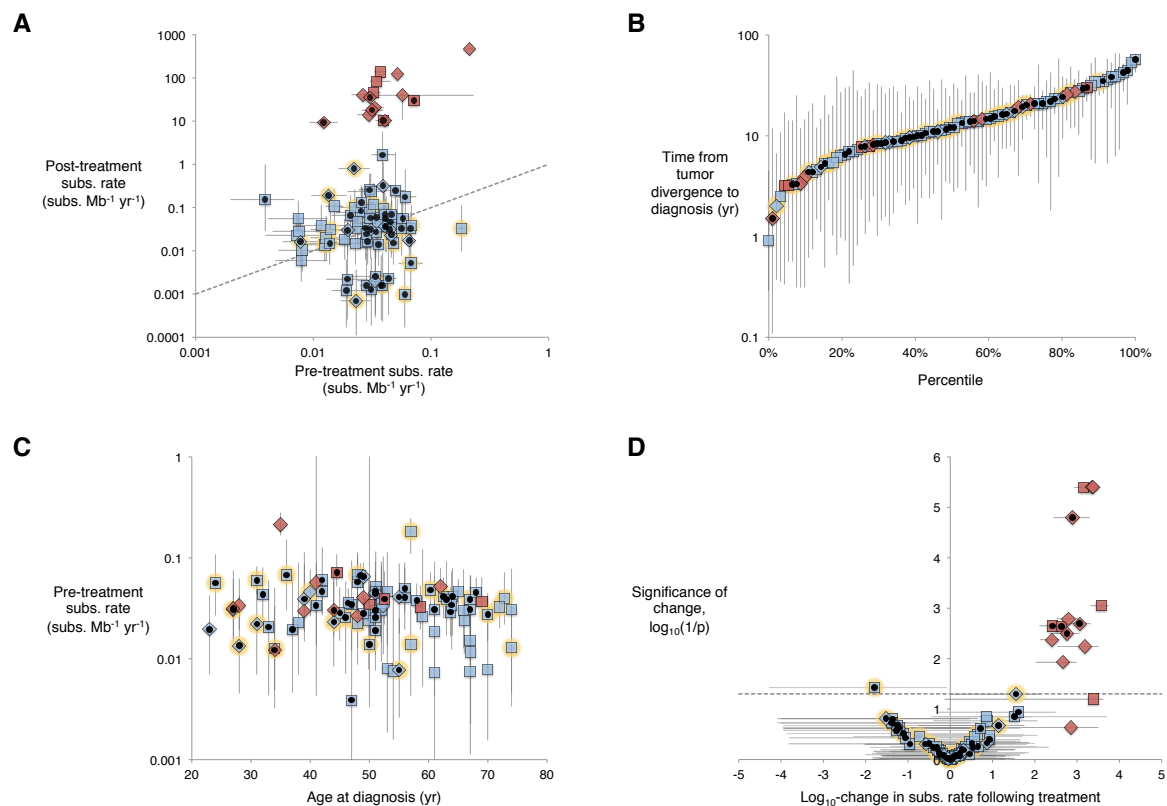 A
1000
100
10
1
0.1
0.01
0.001
0.0001
Post-treatment
subs. rate
(subs. Mb⁻¹ yr⁻¹)
0.001
0.01
0.1
1
Pre-treatment subs. rate
(subs. Mb⁻¹ yr⁻¹)
B
100
10
1
0.1
Time from
tumor
divergence to
diagnosis (yr)
0%
20%
40%
60%
80%
100%
Percentile
C
1
0.1
0.01
0.001
Pre-treatment
subs. rate
(subs. Mb⁻¹ yr⁻¹)
20
30
40
50
60
70
80
Age at diagnosis (yr)
D
6
5
4
3
2
1
0
Significance of
change,
log₁₀(1/p)
-5
-4
-3
-2
-1
0
1
2
3
4
5
Log₁₀-change in subs. rate following treatment